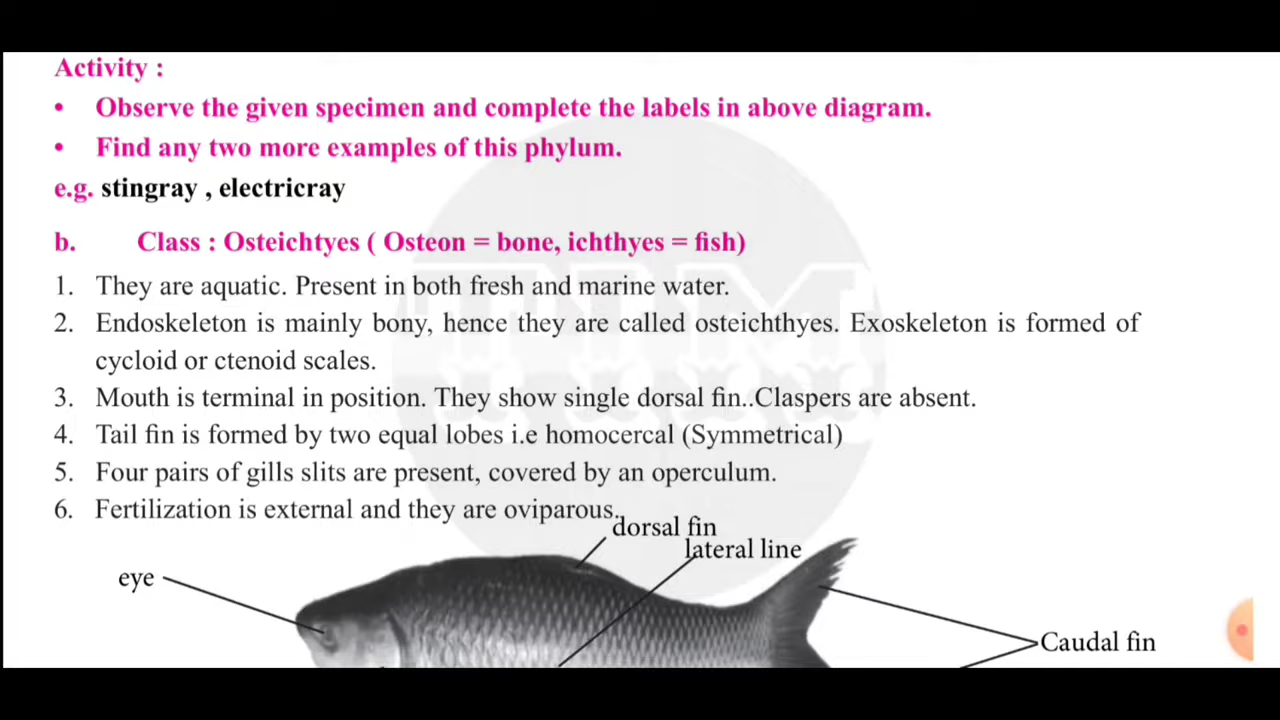 Activity :
• Observe the given specimen and complete the labels in above diagram.
• Find any two more examples of this phylum.
e.g. stingray , electricray
b. Class : Osteichtyes ( Osteon = bone, ichthyes = fish)
1. They are aquatic. Present in both fresh and marine water.
2. Endoskeleton is mainly bony, hence they are called osteichthyes. Exoskeleton is formed of
cycloid or ctenoid scales.
3. Mouth is terminal in position. They show single dorsal fin..Claspers are absent.
4. Tail fin is formed by two equal lobes i.e homocercal (Symmetrical)
5. Four pairs of gills slits are present, covered by an operculum.
6. Fertilization is external and they are oviparous..
dorsal fin
lateral line
eye
Caudal fin